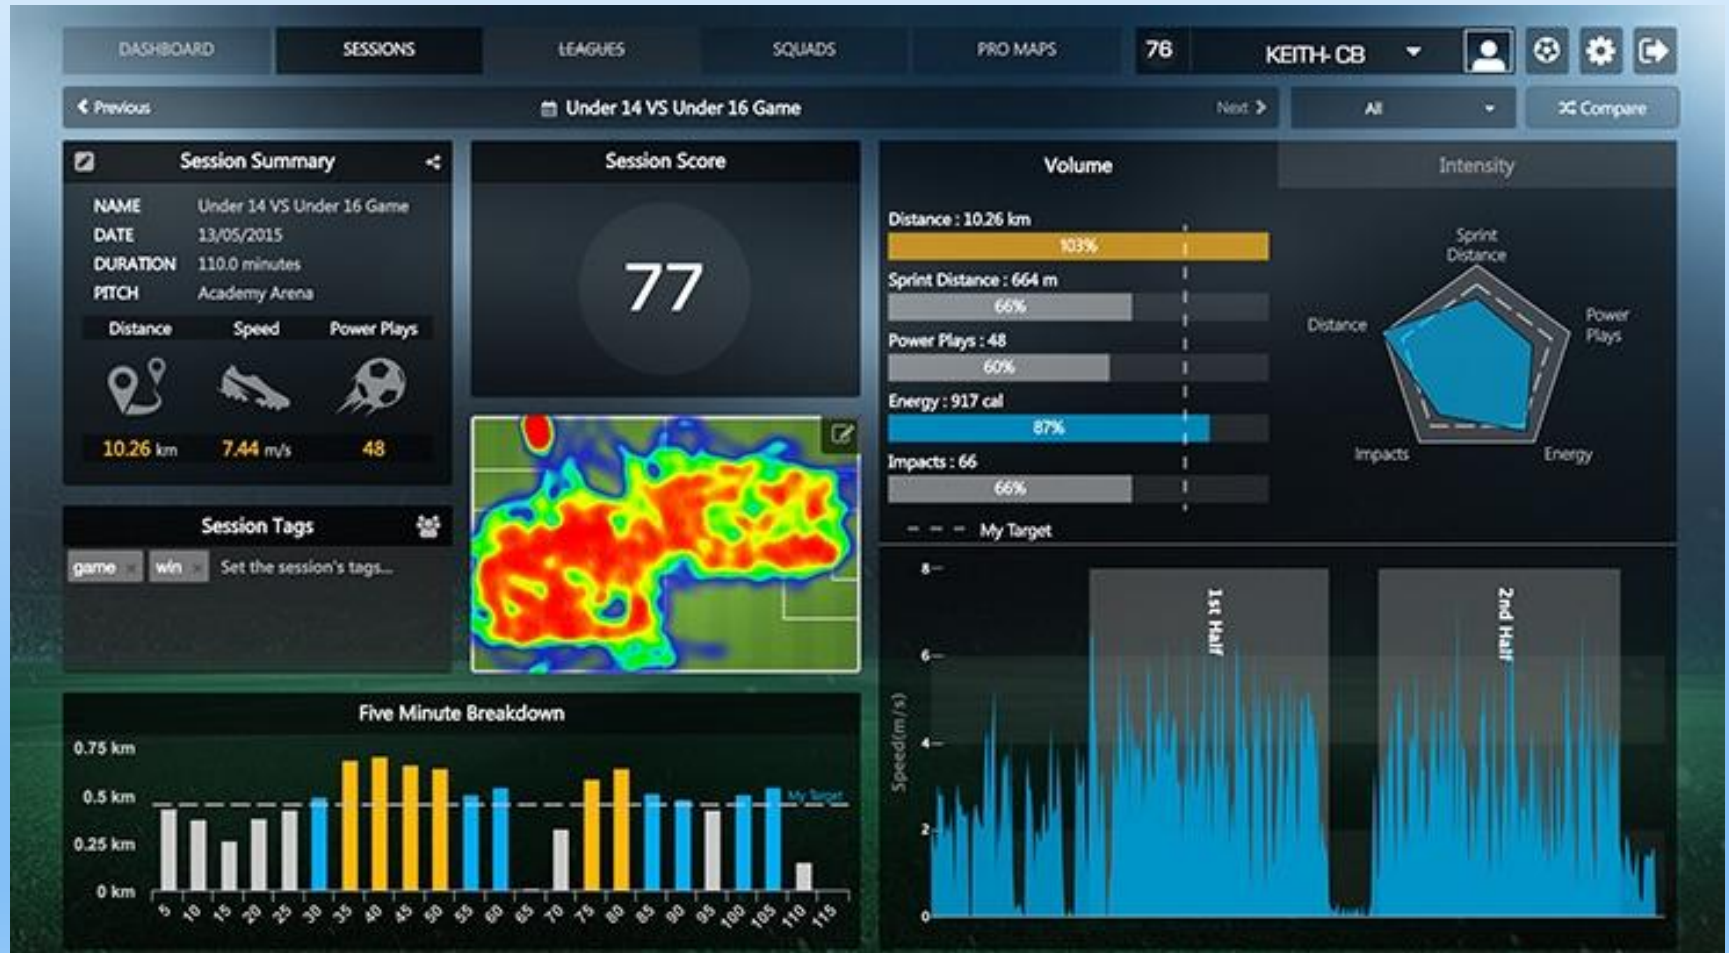 DASHBOARD SESSIONS LEAGUES SQUADS PRO MAPS 76 KEITH- CB
Previous Under 14 VS Under 16 Game Next All Compare
Session Summary
NAME Under 14 VS Under 16 Game
DATE 13/05/2015
DURATION 110.0 minutes
PITCH Academy Arena
Distance Speed Power Plays
10.26 km 7.44 m/s 48
Session Tags
game × win × Set the session's tags...
Session Score
77
Volume Intensity
Distance : 10.26 km
103%
Sprint Distance : 664 m
66%
Power Plays : 48
60%
Energy : 917 cal
87%
Impacts : 66
66%
My Target
Sprint
Distance
Power
Plays
Distance
Impacts
Energy
Five Minute Breakdown
0.75 km
0.5 km
0.25 km
0 km
My Target
5 10 15 20 25 30 35 40 45 50 55 60 65 70 75 80 85 90 95 100 105 110 115
Speed(m/s)
8
6
4
2
0
1st Half
2nd Half